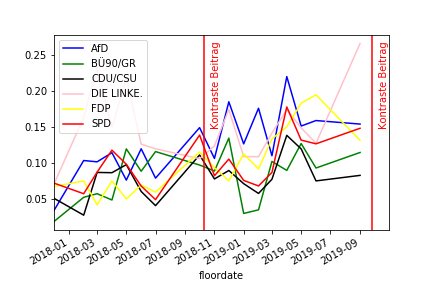 0.25
0.20
0.15
0.10
0.05
AfD
BÜ90/GR
CDU/CSU
DIE LINKE.
FDP
SPD
Kontraste Beitrag
Kontraste Beitrag
2018-01
2018-03
2018-05
2018-07
2018-09
2018-11
2019-01
2019-03
2019-05
2019-07
2019-09
floordate